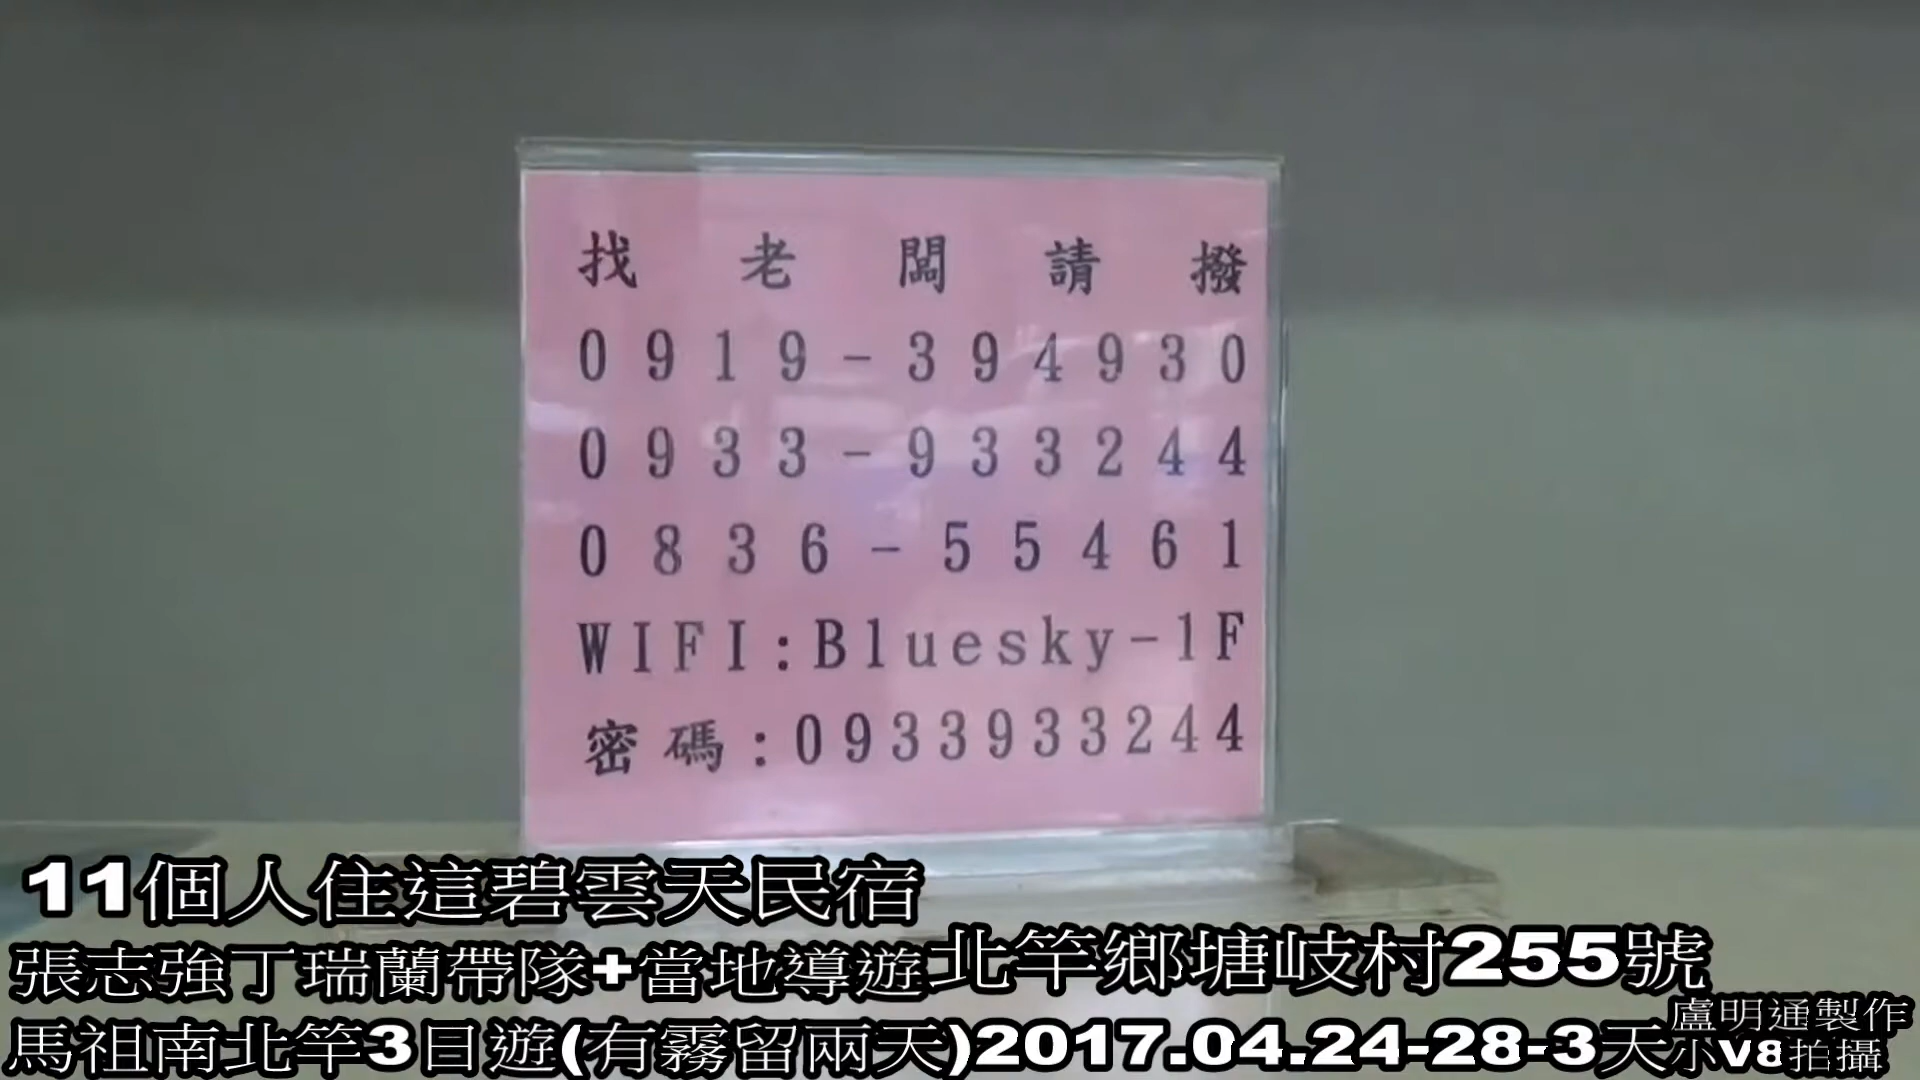 找老闆請撥
0919-394930
0933-933244
0836-55461
WIFI:Bluesky-1F
密碼:0933933244
11個人住這碧雲天民宿
張志強丁瑞蘭帶隊+當地導遊北竿鄉塘岐村255號
馬祖南北竿3日遊(有霧留兩天)2017.04.24-28-3天
盧明通製作
小v8拍攝